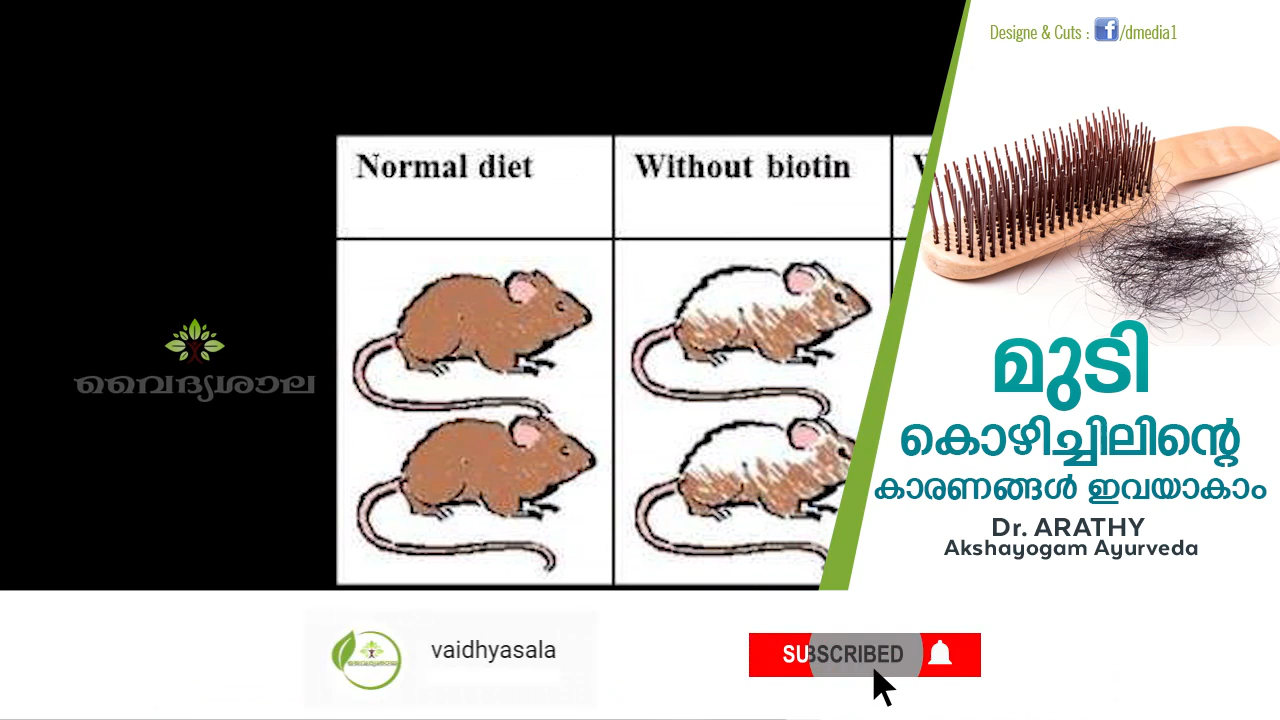 Designe & Cuts : f/dmedia1
Normal diet
Without biotin
വൈദ്യശാല
മുടി
കൊഴിച്ചിലിന്റെ
കാരണങ്ങൾ ഇവയാകാം
Dr. ARATHY
Akshayogam Ayurveda
vaidhyasala
SUBSCRIBED